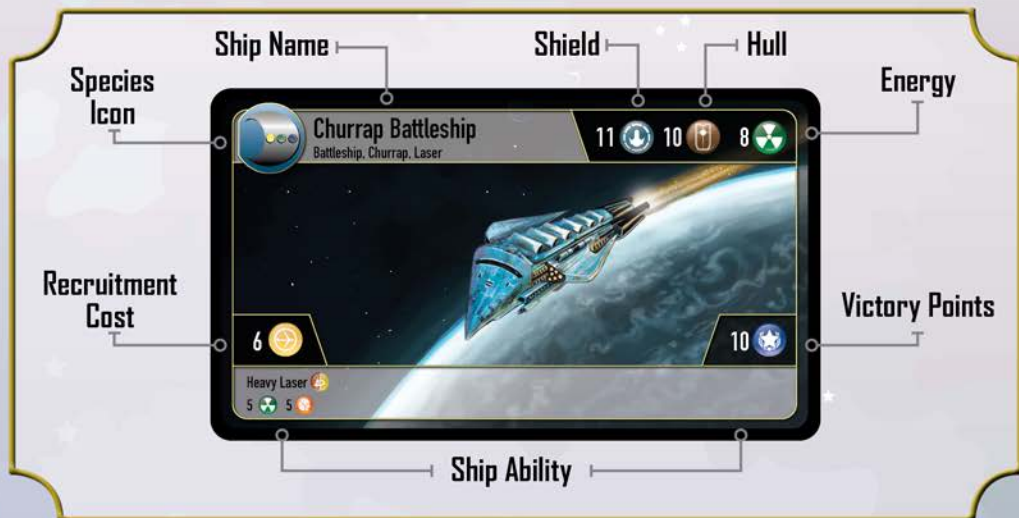 Ship Name
Shield
Hull
Species
Icon
Energy
Churrap Battleship
Battleship, Churrap, Laser
11 10 8
Recruitment
Cost
Victory Points
6
10
Heavy Laser
5 5
Ship Ability